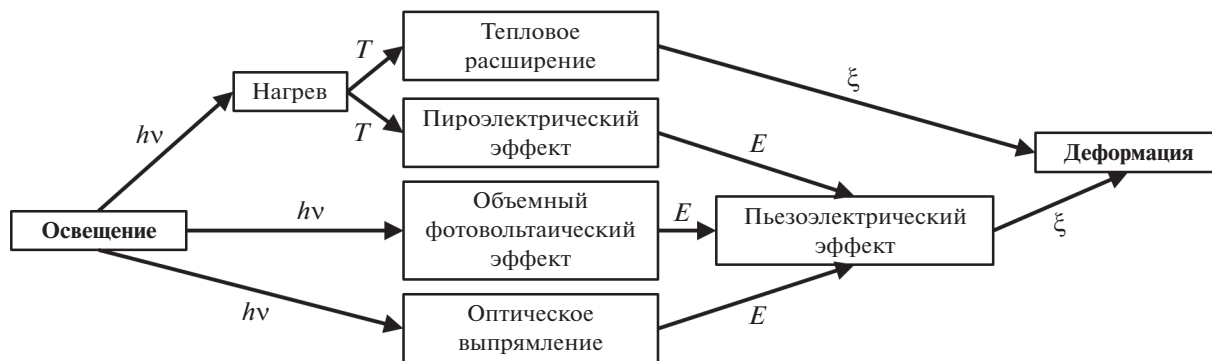 Тепловое
расширение
T
ξ
Нагрев
hν
T
Пироэлектрический
эффект
E
Деформация
Освещение
hν
Объемный
фотовольтаический
эффект
E
Пьезоэлектрический
эффект
ξ
hν
Оптическое
выпрямление
E